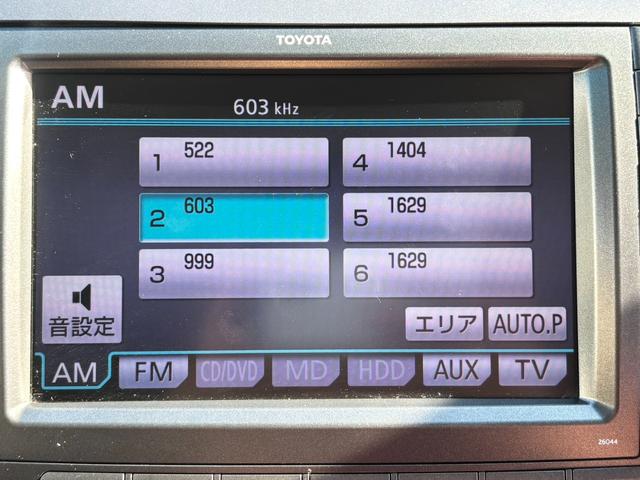 TOYOTA
AM
603 kHz
1 522
4 1404
2 603
5 1629
3 999
6 1629
音設定
エリア
AUTO.P
AM FM CD/DVD MD HDD AUX TV
26044